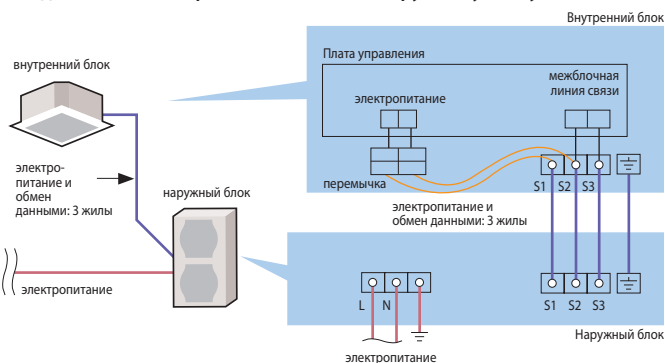 Внутренний блок
Плата управления
внутренний блок
межблочная
линия связи
электропитание
электро-
питание и
обмен
данными: 3 жилы
наружный блок
перемычка
S1 S2 S3
электропитание и
обмен данными: 3 жилы
электропитание
L N
S1 S2 S3
Наружный блок
электропитание